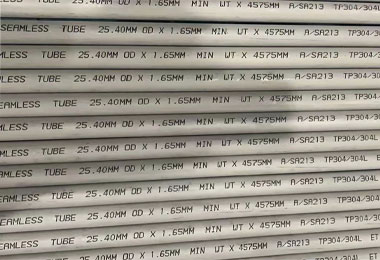 SEAMLESS TUBE 25.40MM OD X 1.65MM MIN WT X 4575MM A/SA213 TP304/304L
SEAMLESS TUBE 25.40MM OD X 1.65MM MIN WT X 4575MM A/SA213 TP304/
EAMLESS TUBE 25.40MM OD X 1.65MM MIN WT X 4575MM A/SA213 TP304/304L
EAMLESS TUBE 25.40MM OD X 1.65MM MIN WT X 4575MM A/SA213 TP304/304
MLESS TUBE 25.40MM OD X 1.65MM MIN WT X 4575MM A/SA213 TP304/304L
MLESS TUBE 25.40MM OD X 1.65MM MIN WT X 4575MM A/SA213 TP304/304L
EAMLESS TUBE 25.40MM OD X 1.65MM MIN WT X 4575MM A/SA213 TP304/304L
AMLESS TUBE 25.40MM OD X 1.65MM MIN WT X 4575MM A/SA213 TP304/304L
SEAMLESS TUBE 25.40MM OD X 1.65MM MIN WT X 4575MM A/SA213 TP304/30
EAMLESS TUBE 25.40MM OD X 1.65MM MIN WT X 4575MM A/SA213 TP304/304L ET